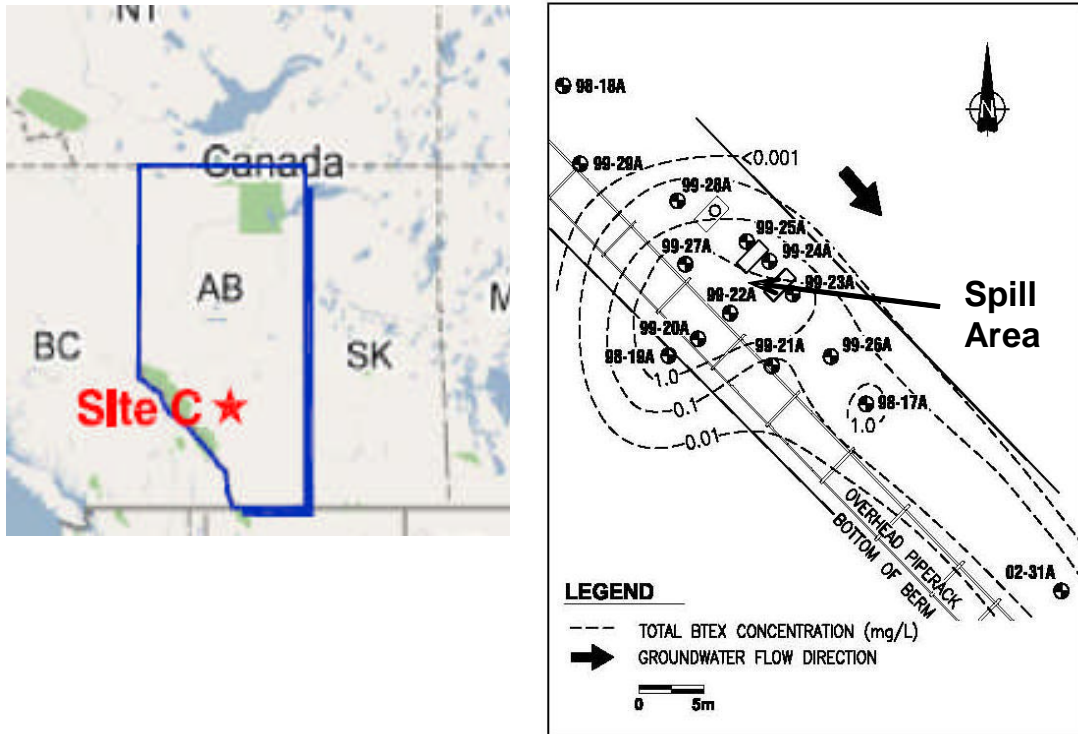 NT
Canada
AB
BC
SK
M
SIte C
98-18A
N
<0.001
99-29A
99-28A
99-25A
99-24A
99-27A
99-23A
99-22A
Spill
Area
99-20A
98-19A
99-21A
99-26A
1.0
98-17A
1.0
0.1
0.01
OVERHEAD PIPERACK
BOTTOM OF BERM
02-31A
LEGEND
TOTAL BTEX CONCENTRATION (mg/L)
GROUNDWATER FLOW DIRECTION
0 5m